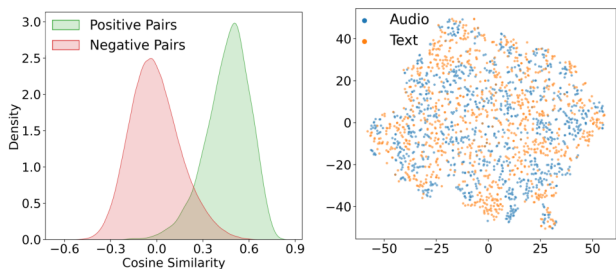 Positive Pairs
Negative Pairs
Density
3.0
2.5
2.0
1.5
1.0
0.5
0.0
−0.6 −0.3 0.0 0.3 0.6 0.9
Cosine Similarity
Audio
Text
40
20
0
−20
−40
−50 −25 0 25 50